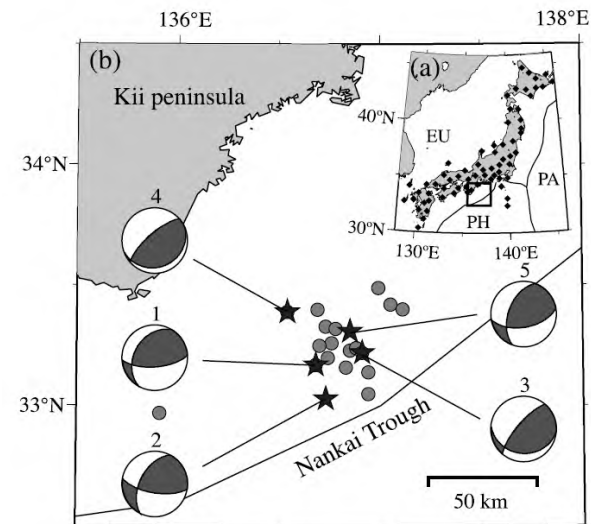 136°E
138°E
(b)
(a)
Kii peninsula
40°N
EU
PA
34°N
30°N
PH
130°E
140°E
4
5
1
33°N
3
2
Nankai Trough
50 km